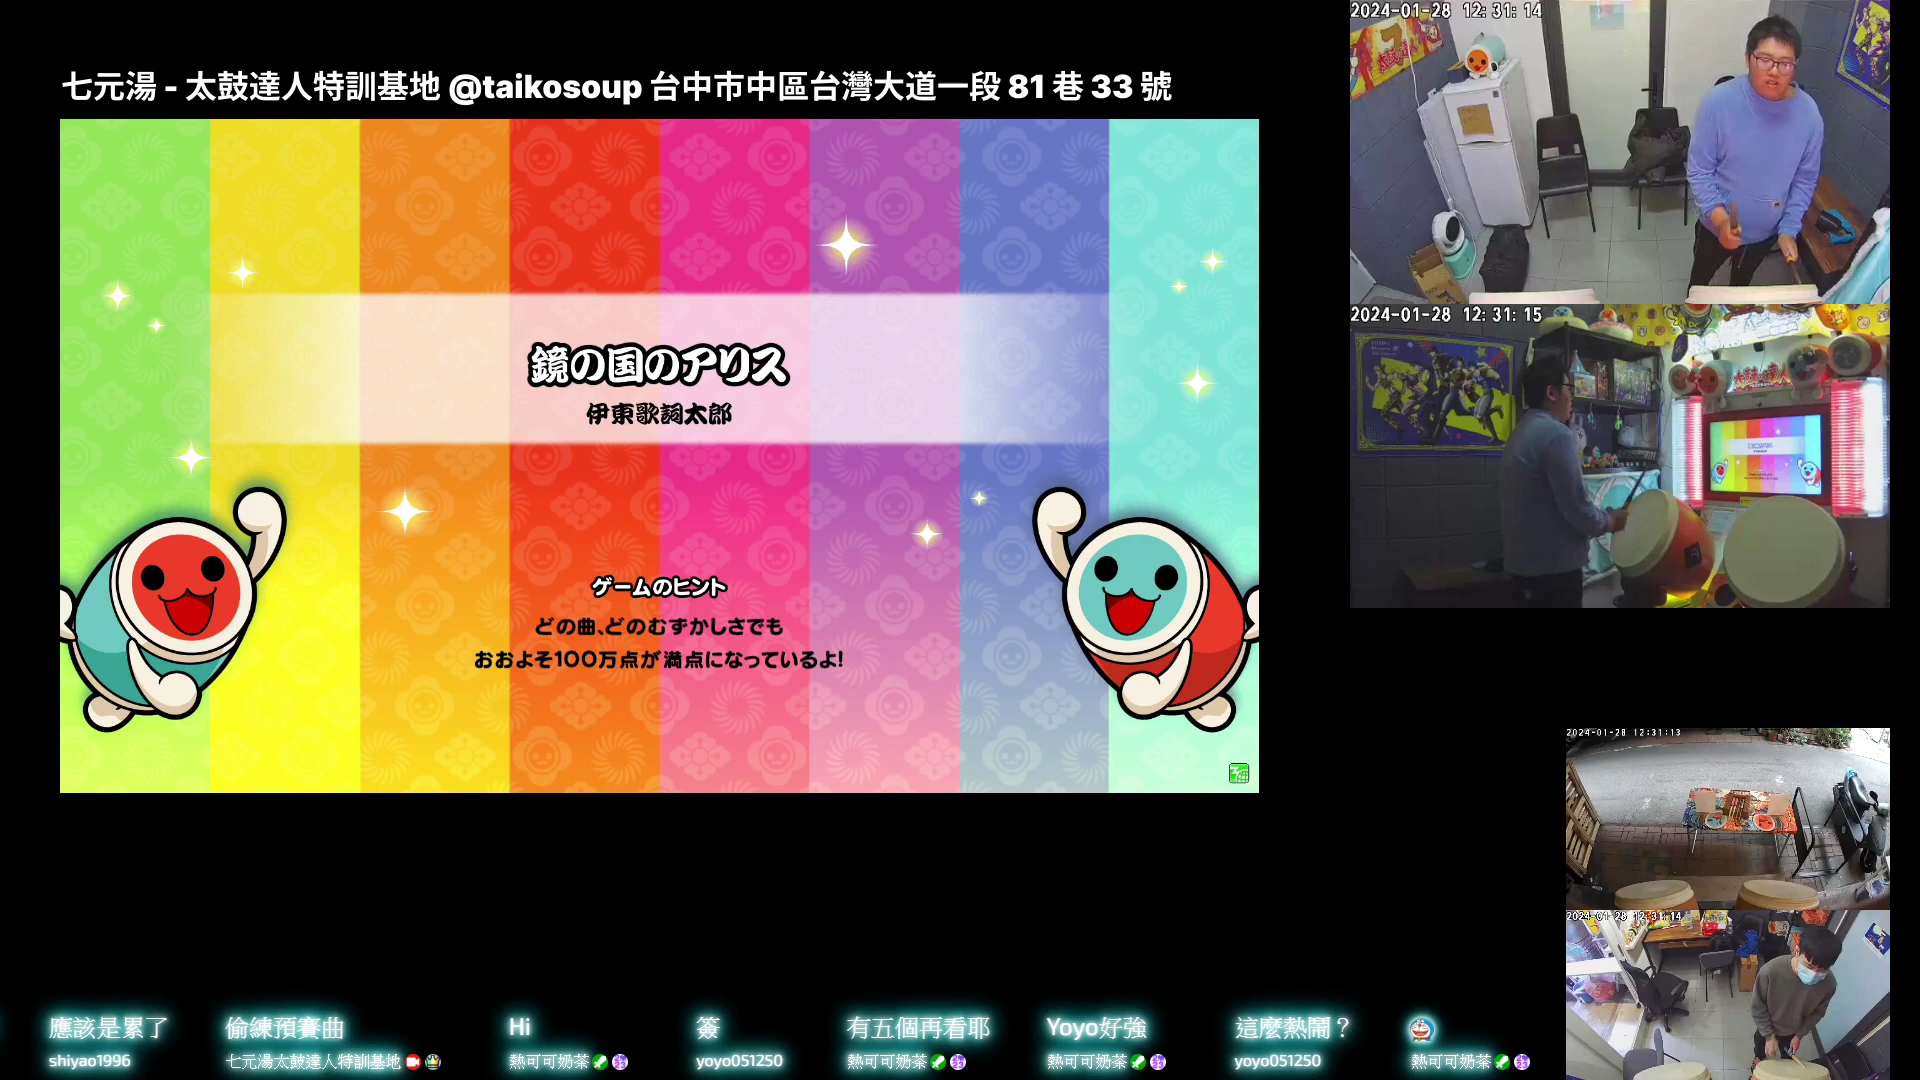 七元湯 - 太鼓達人特訓基地 @taikosoup 台中市中區台灣大道一段 81 巷 33 號
鏡の国のアリス
伊東歌詞太郎
ゲームのヒント
どの曲、どのむずかしさでも
おおよそ100万点が満点になっているよ!
2024-01-28 12:31:14
2024-01-28 12:31:15
2024-01-28 12:31:13
2024-01-28 12:31:14
應該是累了
shiyao1996
偷練預賽曲
七元湯太鼓達人特訓基地
Hi
熱可可奶茶
簽
yoyo051250
有五個再看耶
熱可可奶茶
Yoyo好強
熱可可奶茶
這麼熱鬧？
yoyo051250
熱可可奶茶